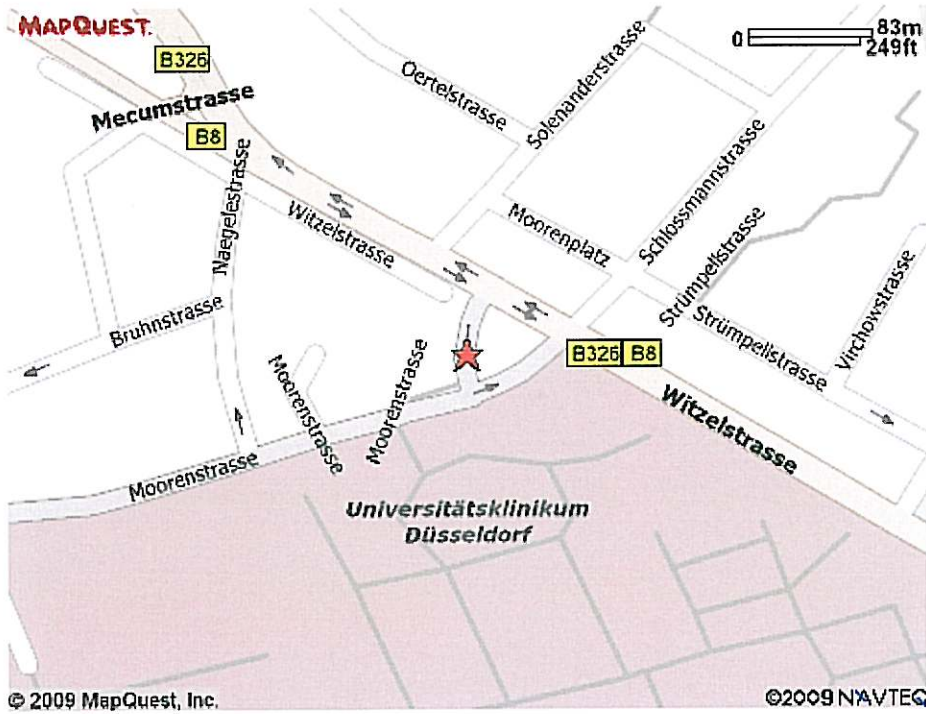 MAPQUEST.
0 83m
249ft
B326
Mecumstrasse
B8
Oertelstrasse
Solenanderstrasse
Schlossmannstrasse
Naegelestrasse
Witzelstrasse
Moorenplatz
Strümpellstrasse
Strümpellstrasse
Virchowstrasse
Bruhnstrasse
Moorenstrasse
Moorenstrasse
B326 B8
Witzelstrasse
Moorenstrasse
Universitätsklinikum
Düsseldorf
© 2009 MapQuest, Inc.
©2009 NAVTEQ